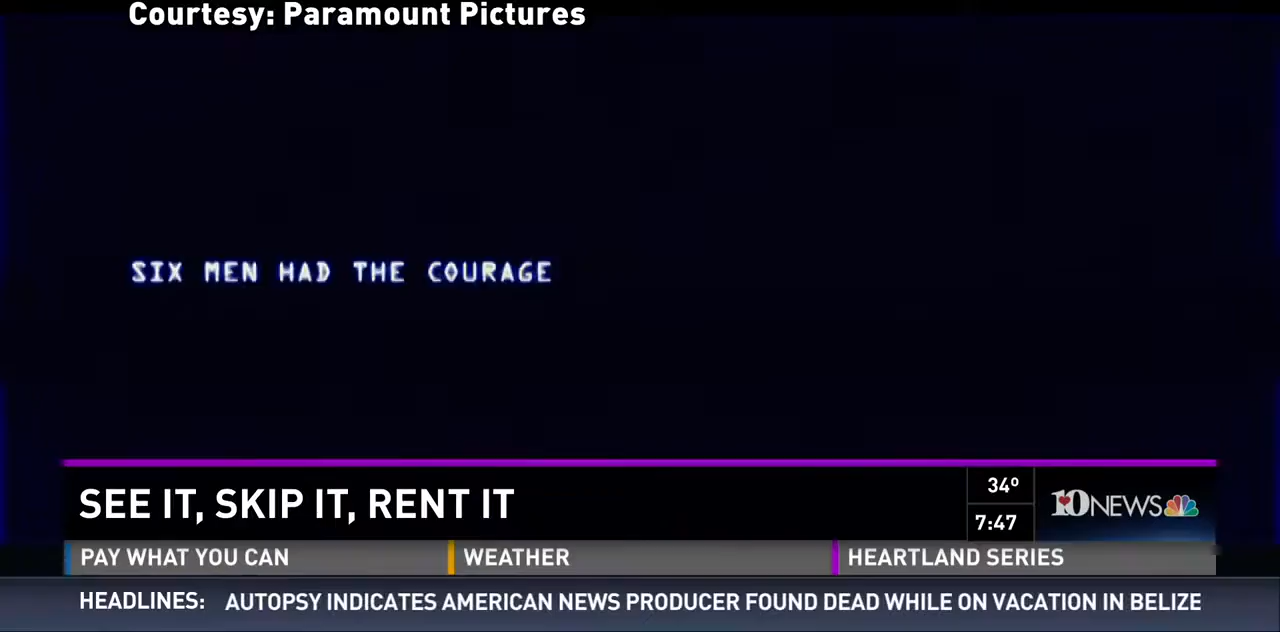 Courtesy: Paramount Pictures
SIX MEN HAD THE COURAGE
SEE IT, SKIP IT, RENT IT
34°
7:47
10NEWS
PAY WHAT YOU CAN
WEATHER
HEARTLAND SERIES
HEADLINES: AUTOPSY INDICATES AMERICAN NEWS PRODUCER FOUND DEAD WHILE ON VACATION IN BELIZE